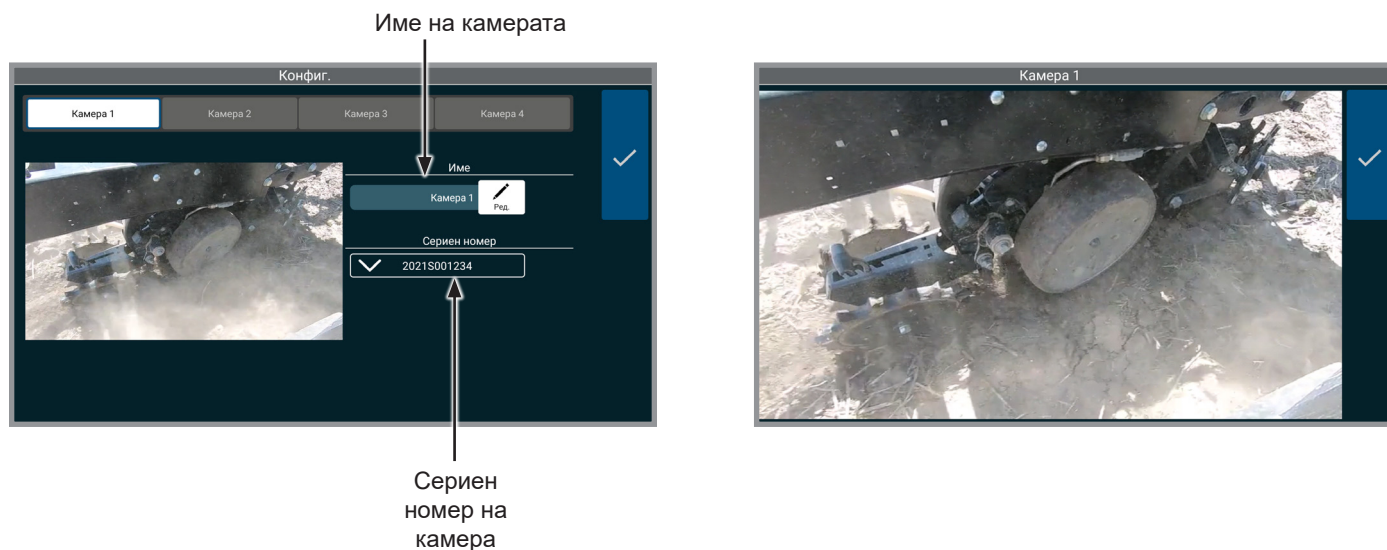 Име на камерата
Конфиг.
Камера 1
Камера 2
Камера 3
Камера 4
Име
Камера 1
Ред.
Сериен номер
2021S001234
Сериен
номер на
камера
Камера 1